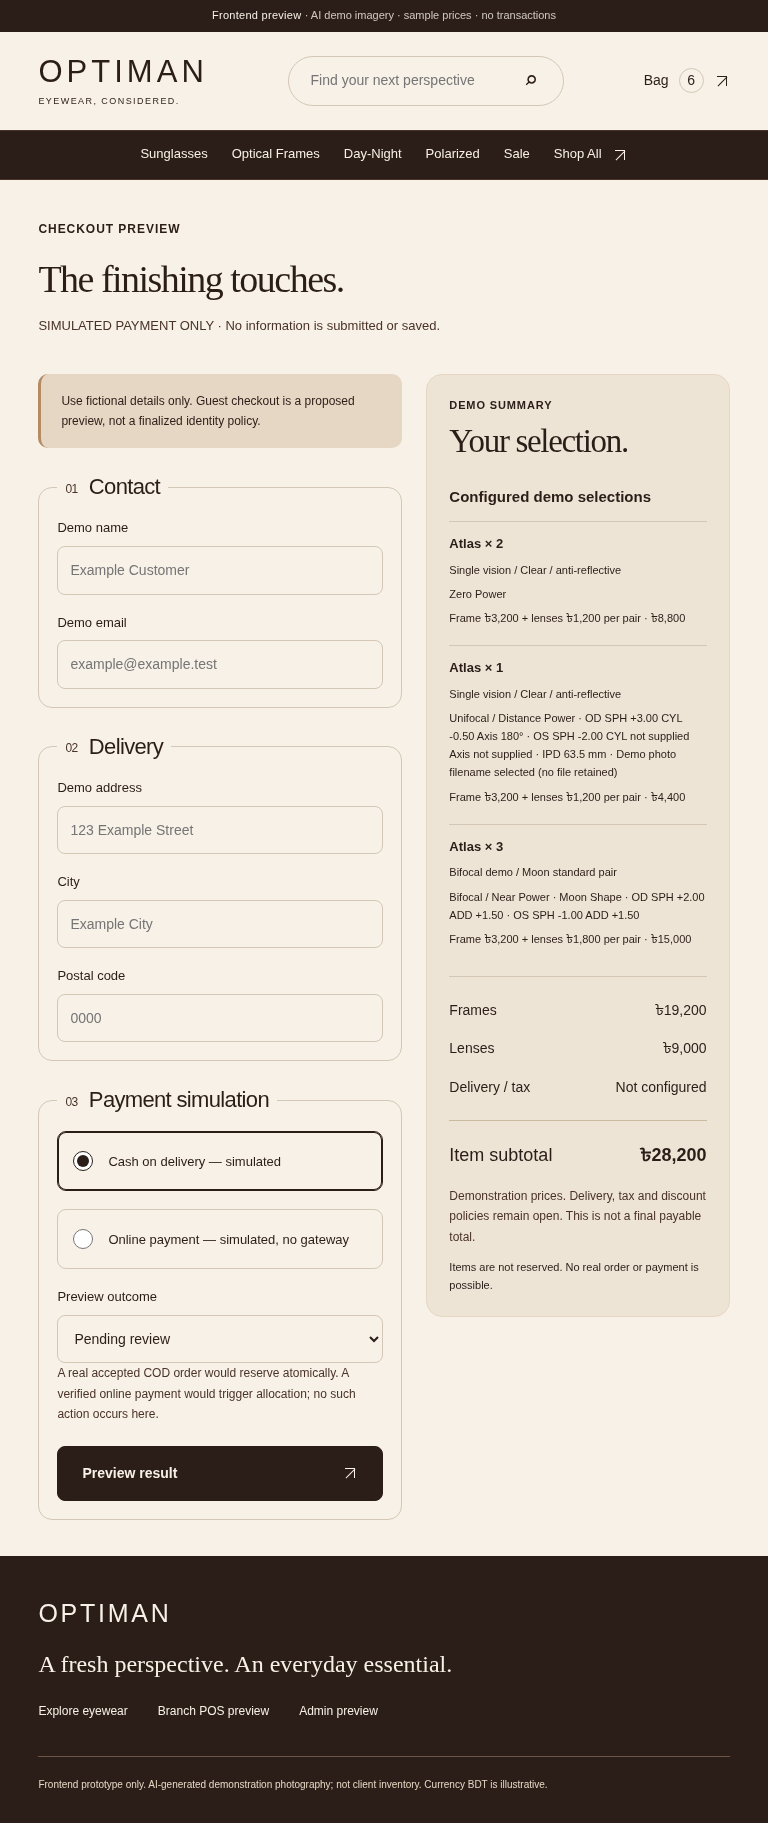 Frontend preview · AI demo imagery · sample prices · no transactions
OPTIMAN
EYEWEAR, CONSIDERED.
Find your next perspective
Bag 6
Sunglasses Optical Frames Day-Night Polarized Sale Shop All
CHECKOUT PREVIEW
The finishing touches.
SIMULATED PAYMENT ONLY · No information is submitted or saved.
Use fictional details only. Guest checkout is a proposed
preview, not a finalized identity policy.
01 Contact
Demo name
Example Customer
Demo email
example@example.test
02 Delivery
Demo address
123 Example Street
City
Example City
Postal code
0000
03 Payment simulation
Cash on delivery — simulated
Online payment — simulated, no gateway
Preview outcome
Pending review
A real accepted COD order would reserve atomically. A
verified online payment would trigger allocation; no such
action occurs here.
Preview result
DEMO SUMMARY
Your selection.
Configured demo selections
Atlas × 2
Single vision / Clear / anti-reflective
Zero Power
Frame ৳3,200 + lenses ৳1,200 per pair · ৳8,800
Atlas × 1
Single vision / Clear / anti-reflective
Unifocal / Distance Power · OD SPH +3.00 CYL
-0.50 Axis 180° · OS SPH -2.00 CYL not supplied
Axis not supplied · IPD 63.5 mm · Demo photo
filename selected (no file retained)
Frame ৳3,200 + lenses ৳1,200 per pair · ৳4,400
Atlas × 3
Bifocal demo / Moon standard pair
Bifocal / Near Power · Moon Shape · OD SPH +2.00
ADD +1.50 · OS SPH -1.00 ADD +1.50
Frame ৳3,200 + lenses ৳1,800 per pair · ৳15,000
Frames ৳19,200
Lenses ৳9,000
Delivery / tax Not configured
Item subtotal ৳28,200
Demonstration prices. Delivery, tax and discount
policies remain open. This is not a final payable
total.
Items are not reserved. No real order or payment is
possible.
OPTIMAN
A fresh perspective. An everyday essential.
Explore eyewear Branch POS preview Admin preview
Frontend prototype only. AI-generated demonstration photography; not client inventory. Currency BDT is illustrative.